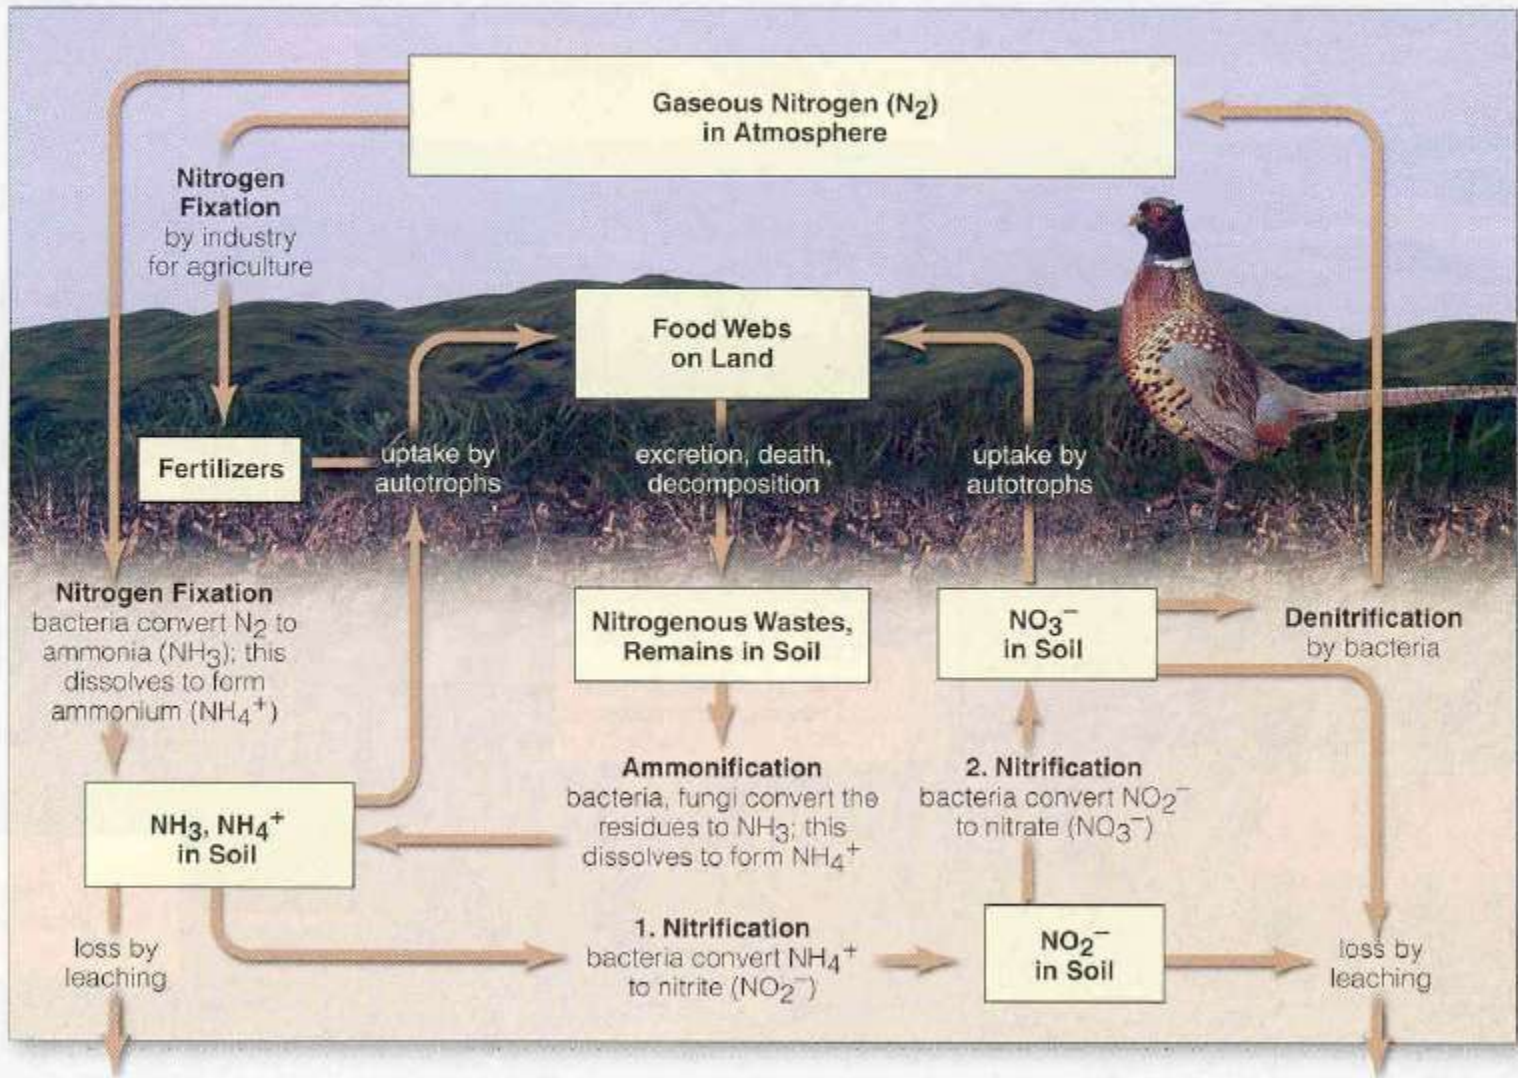 Gaseous Nitrogen (N₂)
in Atmosphere
Nitrogen
Fixation
by industry
for agriculture
Food Webs
on Land
Fertilizers
uptake by
autotrophs
excretion, death,
decomposition
uptake by
autotrophs
Nitrogen Fixation
bacteria convert N₂ to
ammonia (NH₃); this
dissolves to form
ammonium (NH₄⁺)
Nitrogenous Wastes,
Remains in Soil
NO₃⁻
in Soil
Denitrification
by bacteria
NH₃, NH₄⁺
in Soil
Ammonification
bacteria, fungi convert the
residues to NH₃; this
dissolves to form NH₄⁺
2. Nitrification
bacteria convert NO₂⁻
to nitrate (NO₃⁻)
loss by
leaching
1. Nitrification
bacteria convert NH₄⁺
to nitrite (NO₂⁻)
NO₂⁻
in Soil
loss by
leaching